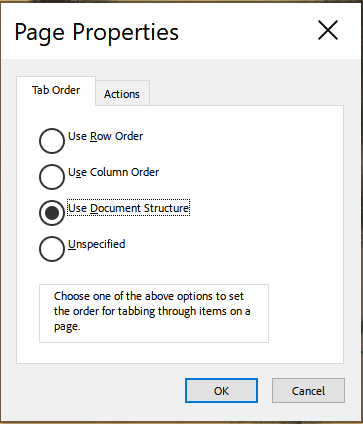 Page Properties
Tab Order
Actions
Use Row Order
Use Column Order
Use Document Structure
Unspecified
Choose one of the above options to set
the order for tabbing through items on a
page.
OK
Cancel